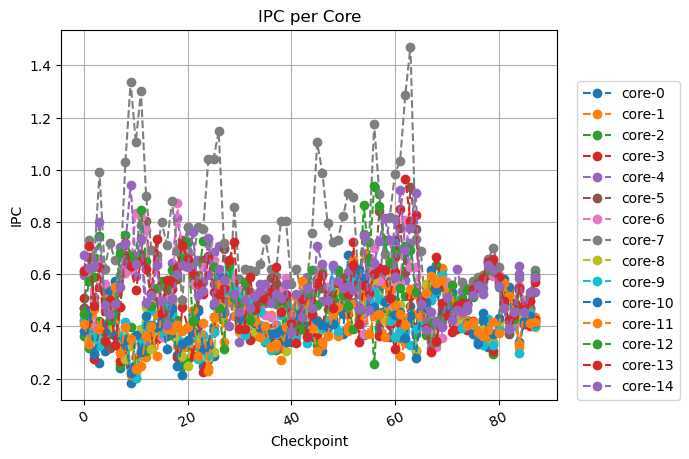 IPC per Core
IPC
1.4
1.2
1.0
0.8
0.6
0.4
0.2
0
20
40
60
80
Checkpoint
core-0
core-1
core-2
core-3
core-4
core-5
core-6
core-7
core-8
core-9
core-10
core-11
core-12
core-13
core-14